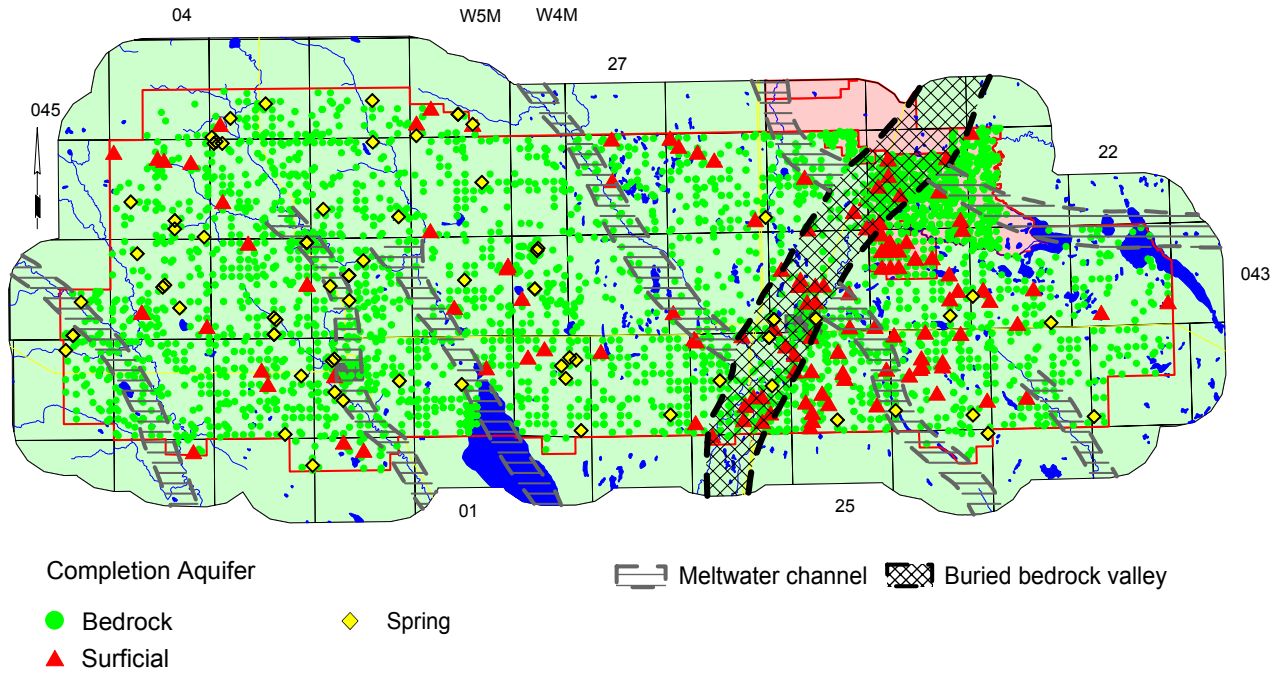 04
W5M
W4M
27
045
22
043
01
25
Completion Aquifer
Meltwater channel
Buried bedrock valley
Bedrock
Spring
Surficial